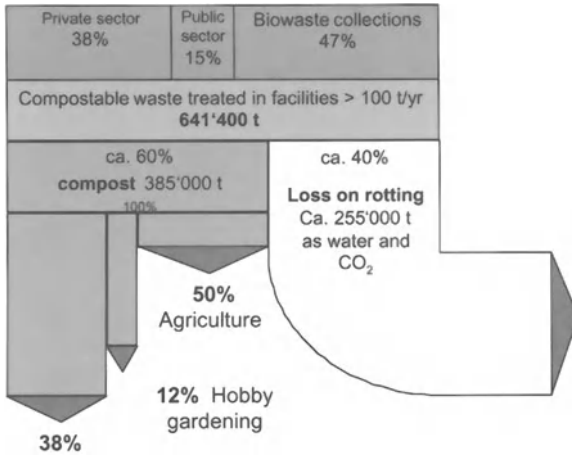 Private sector
38%
Public
sector
15%
Biowaste collections
47%
Compostable waste treated in facilities > 100 t/yr
641'400 t
ca. 60%
compost 385'000 t
100%
ca. 40%
Loss on rotting
Ca. 255'000 t
as water and
CO₂
50%
Agriculture
12% Hobby
gardening
38%